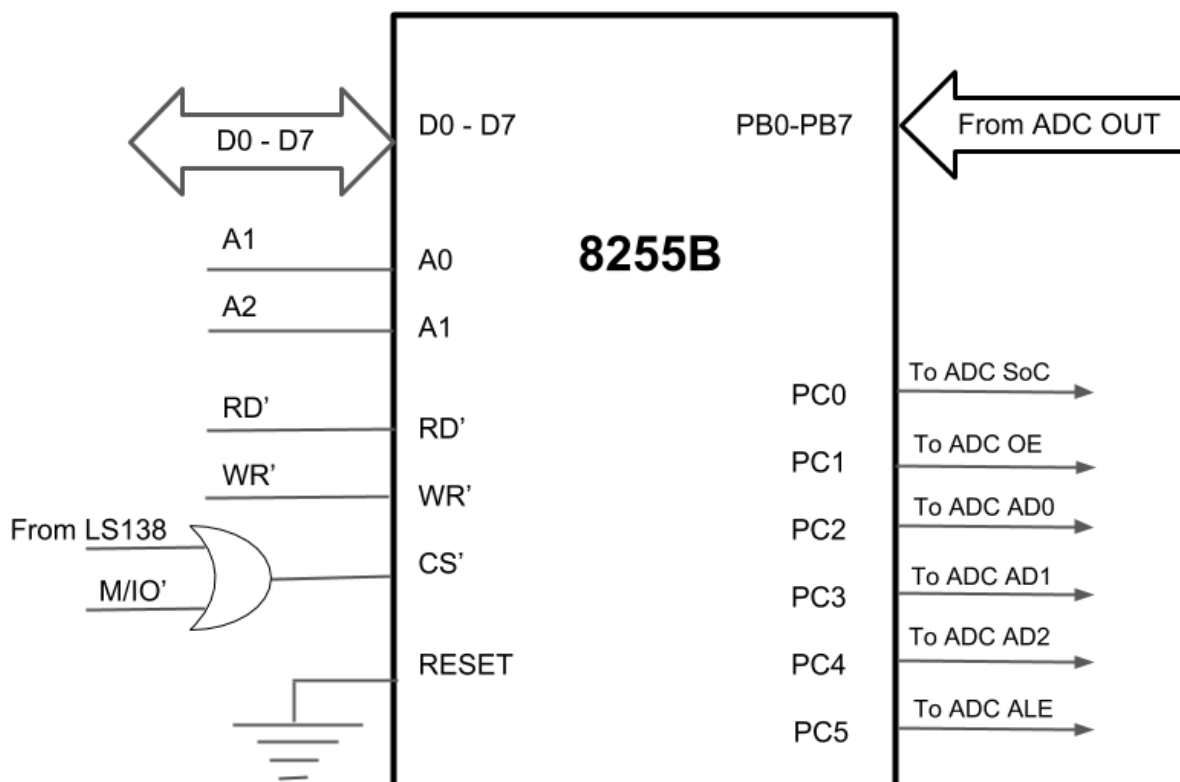 D0 - D7
D0 - D7
PB0-PB7
From ADC OUT
8255B
A1
A0
A2
A1
RD’
RD’
WR’
WR’
From LS138
M/IO’
CS’
RESET
PC0
To ADC SoC
PC1
To ADC OE
PC2
To ADC AD0
PC3
To ADC AD1
PC4
To ADC AD2
PC5
To ADC ALE